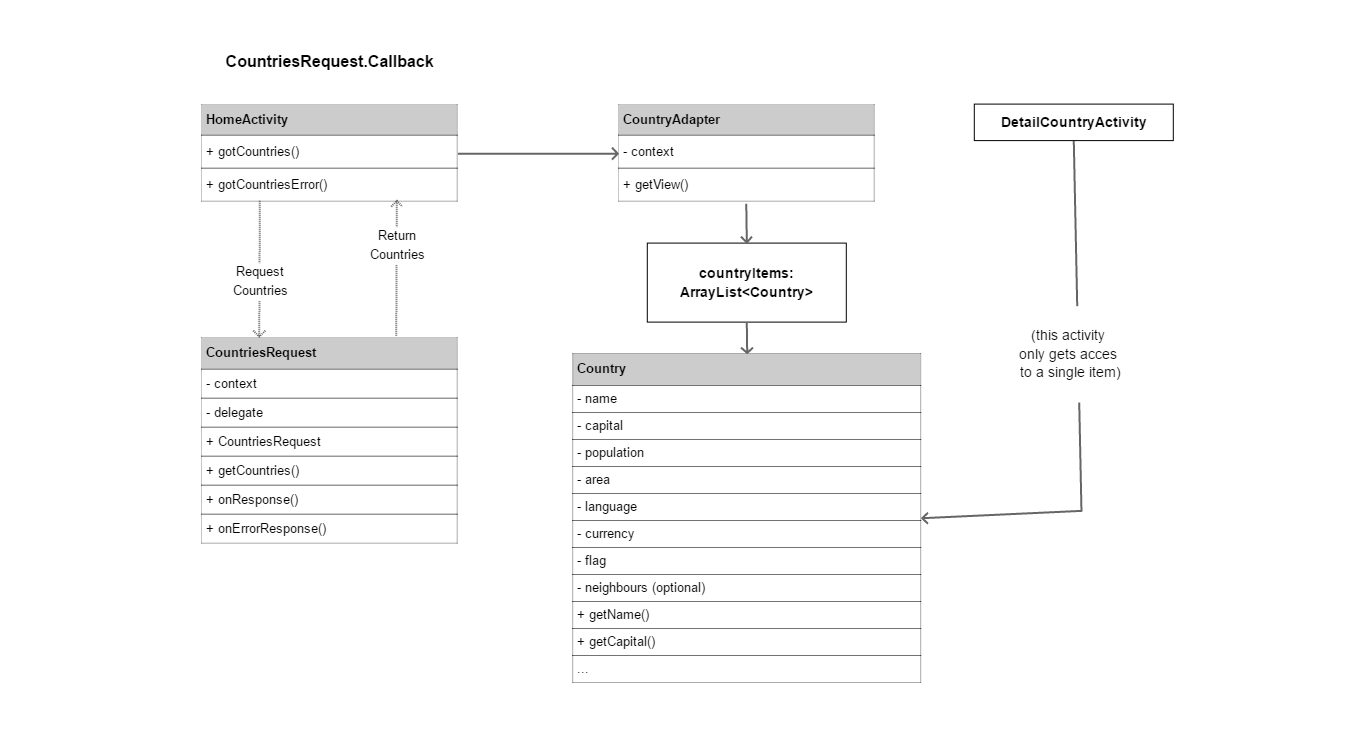 CountriesRequest.Callback
HomeActivity
+ gotCountries()
+ gotCountriesError()
Request
Countries
Return
Countries
CountriesRequest
- context
- delegate
+ CountriesRequest
+ getCountries()
+ onResponse()
+ onErrorResponse()
CountryAdapter
- context
+ getView()
countryItems:
ArrayList<Country>
Country
- name
- capital
- population
- area
- language
- currency
- flag
- neighbours (optional)
+ getName()
+ getCapital()
...
DetailCountryActivity
(this activity
only gets acces
to a single item)